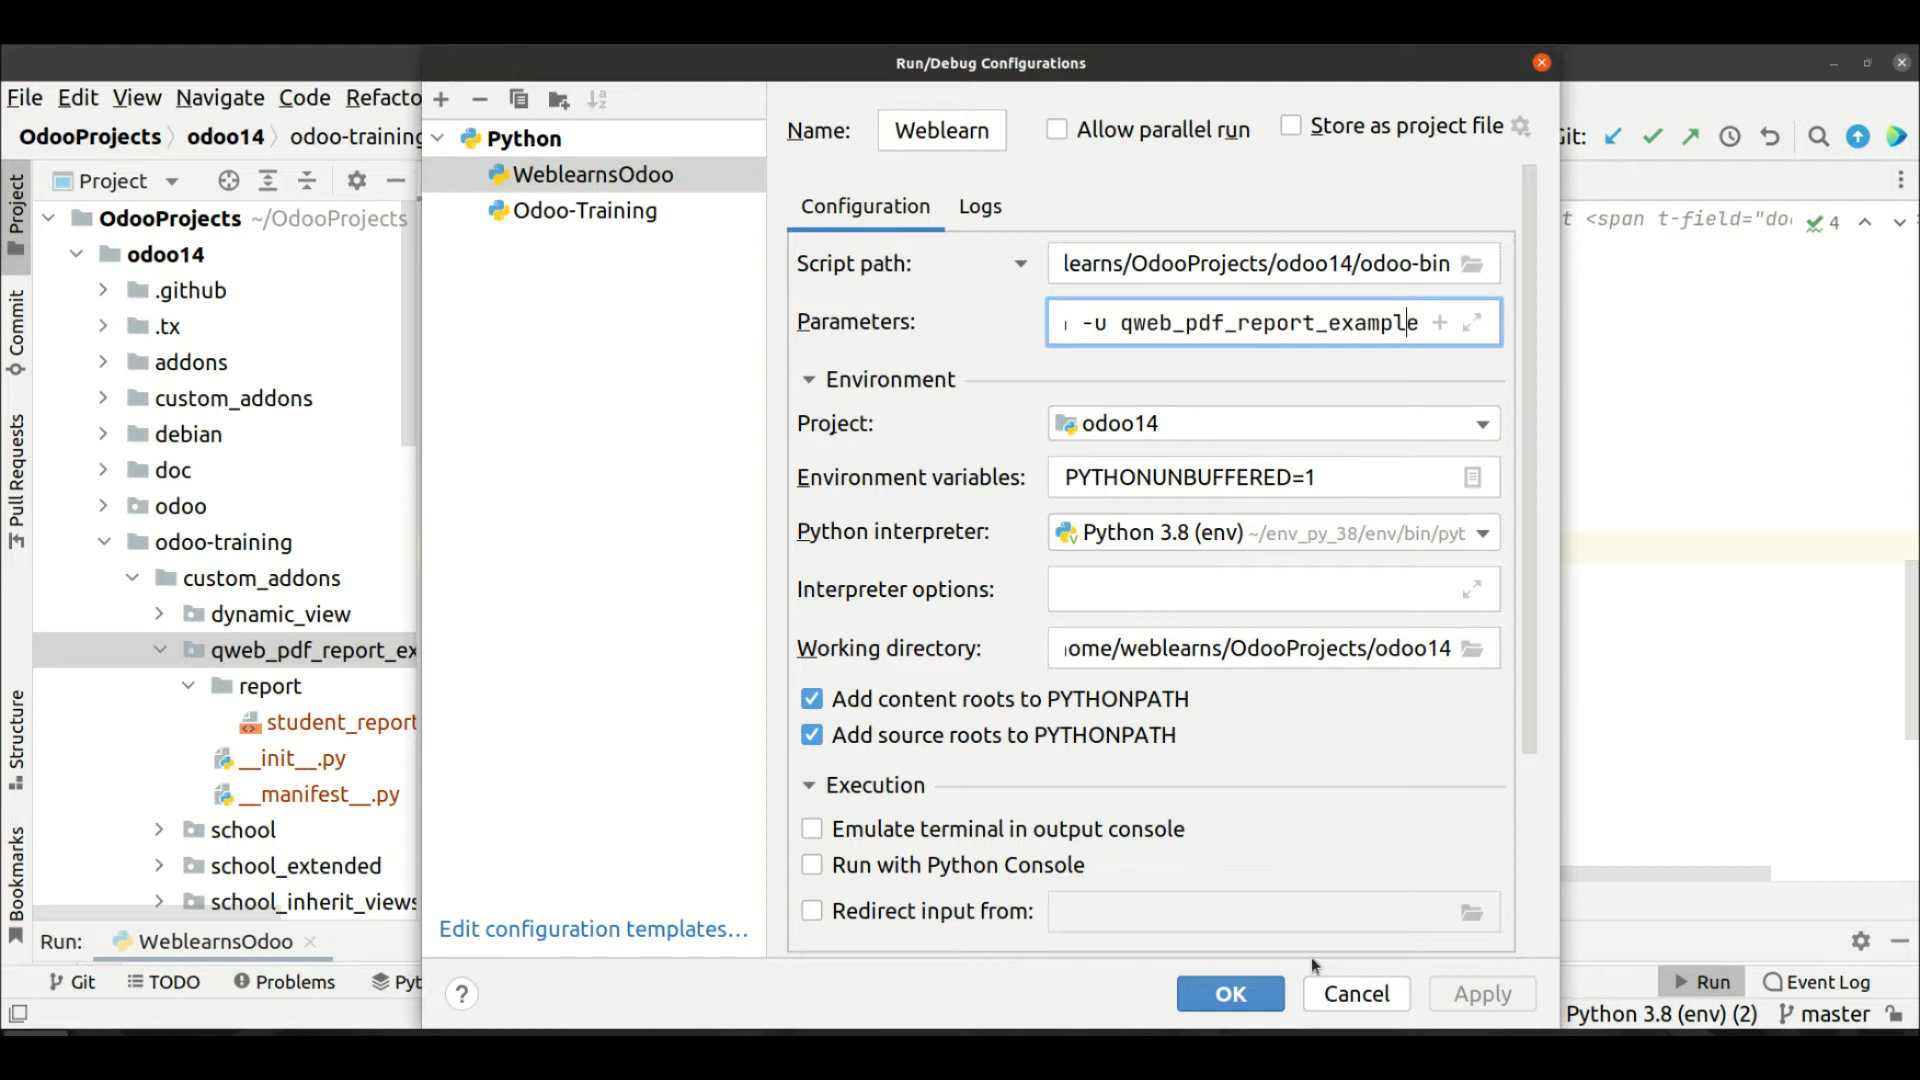 Run/Debug Configurations
File Edit View Navigate Code Refacto
OdooProjects odoo14 odoo-training
Git:
Project
OdooProjects ~/OdooProjects
odoo14
.github
.tx
addons
custom_addons
debian
doc
odoo
odoo-training
custom_addons
dynamic_view
qweb_pdf_report_ex
report
student_report
__init__.py
__manifest__.py
school
school_extended
school_inherit_views
Project
Commit
Pull Requests
Structure
Bookmarks
Python
WeblearnsOdoo
Odoo-Training
Edit configuration templates...
Name: Weblearn Allow parallel run Store as project file
Configuration Logs
Script path: learns/OdooProjects/odoo14/odoo-bin
Parameters: -u qweb_pdf_report_example
Environment
Project: odoo14
Environment variables: PYTHONUNBUFFERED=1
Python interpreter: Python 3.8 (env) ~/env_py_38/env/bin/pyt
Interpreter options:
Working directory: ome/weblearns/OdooProjects/odoo14
Add content roots to PYTHONPATH
Add source roots to PYTHONPATH
Execution
Emulate terminal in output console
Run with Python Console
Redirect input from:
? OK Cancel Apply
t <span t-field="do 4
Run: WeblearnsOdoo
Git TODO Problems Pyt
Run Event Log
Python 3.8 (env) (2) master